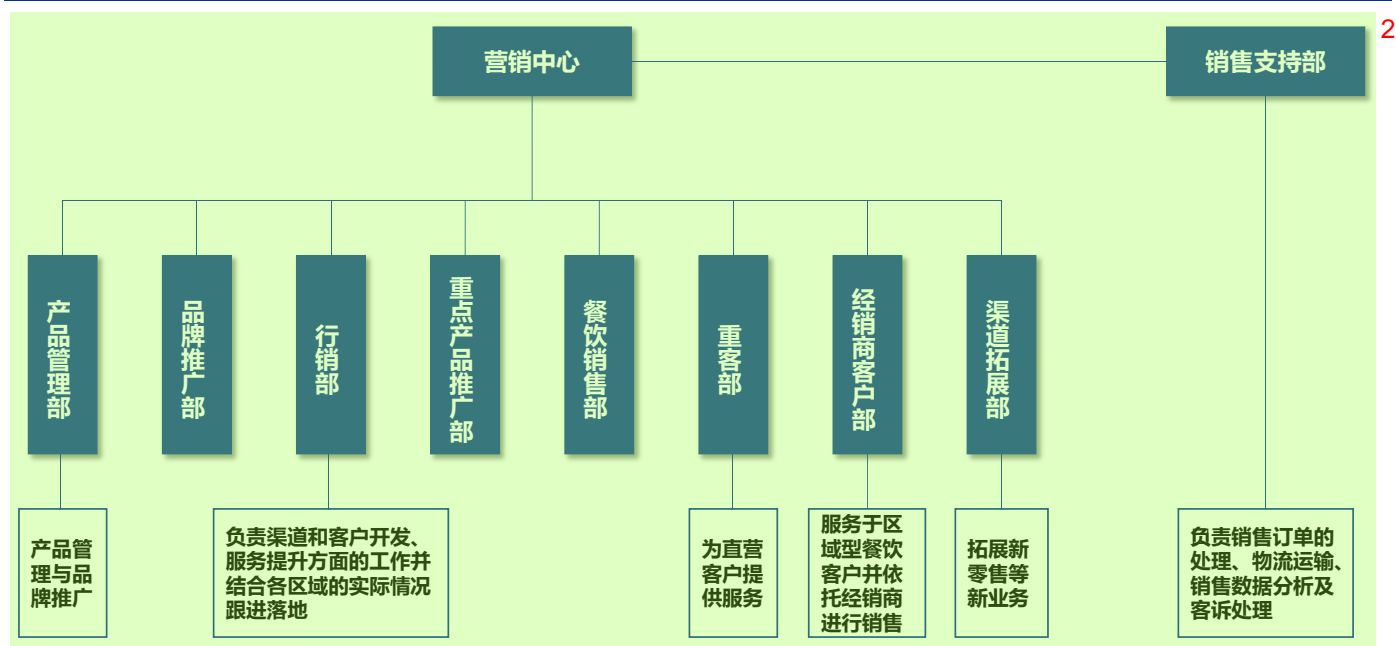 2
营销中心
销售支持部
产品管理部
品牌推广部
行销部
重点产品推广部
餐饮销售部
重客部
经销商客户部
渠道拓展部
产品管
理与品
牌推广
负责渠道和客户开发、
服务提升方面的工作并
结合各区域的实际情况
跟进落地
为直营
客户提
供服务
服务于区
域型餐饮
客户并依
托经销商
进行销售
拓展新
零售等
新业务
负责销售订单的
处理、物流运输、
销售数据分析及
客诉处理